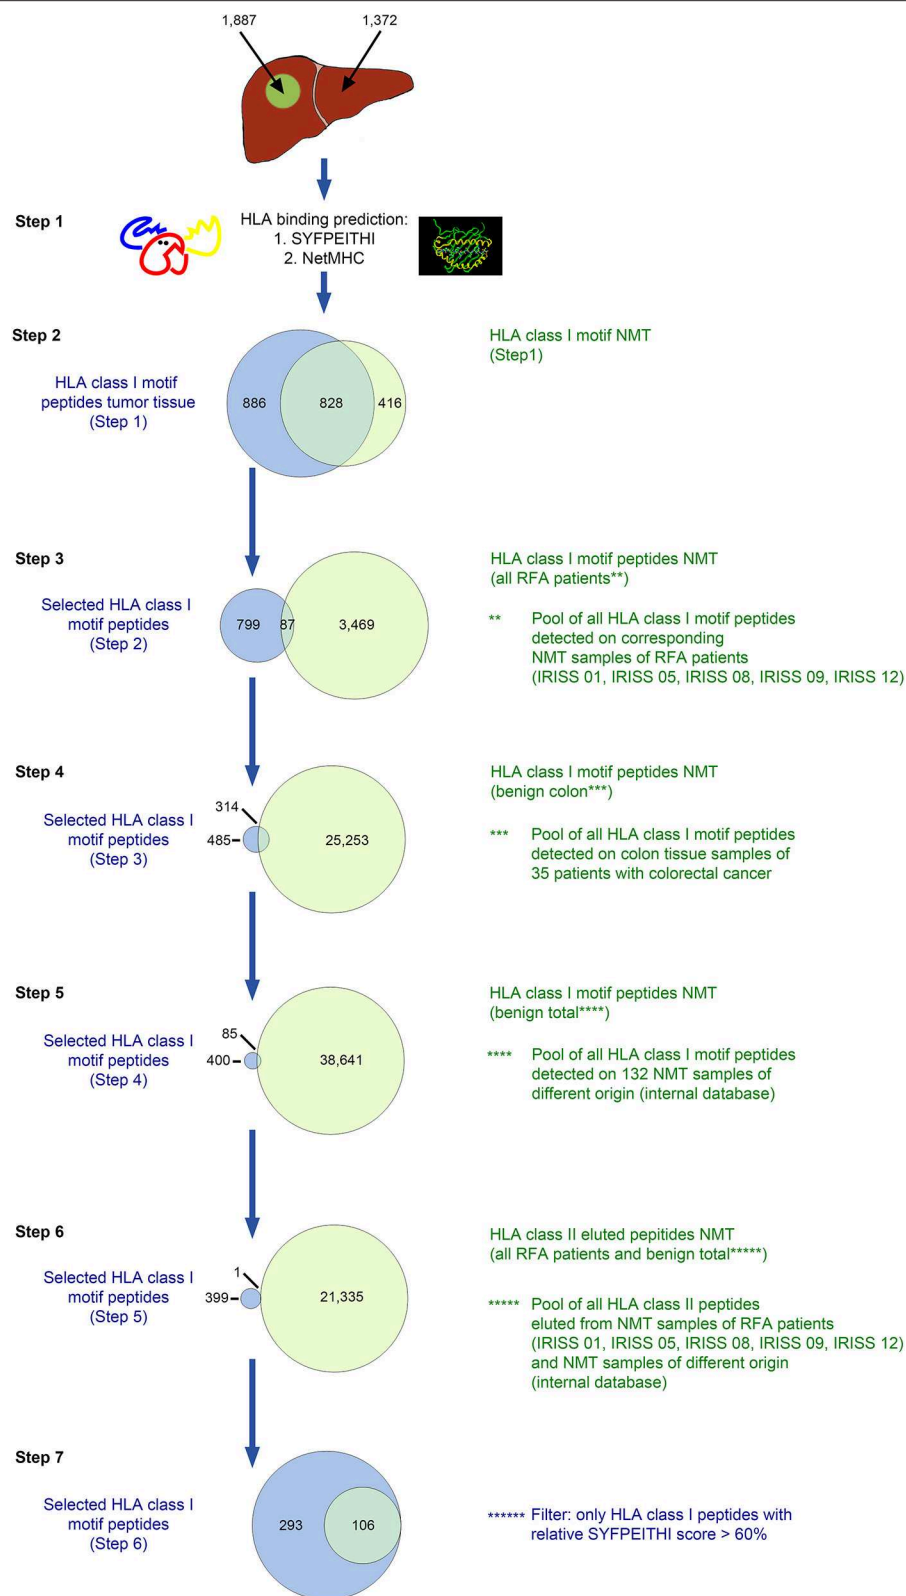 1,887
1,372
Step 1
HLA binding prediction:
1. SYFPEITHI
2. NetMHC
Step 2
HLA class I motif
peptides tumor tissue
(Step 1)
886
828
416
HLA class I motif NMT
(Step1)
Step 3
Selected HLA class I
motif peptides
(Step 2)
799
87
3,469
HLA class I motif peptides NMT
(all RFA patients**)
** Pool of all HLA class I motif peptides
detected on corresponding
NMT samples of RFA patients
(IRISS 01, IRISS 05, IRISS 08, IRISS 09, IRISS 12)
Step 4
Selected HLA class I
motif peptides
(Step 3)
314
485
25,253
HLA class I motif peptides NMT
(benign colon***)
*** Pool of all HLA class I motif peptides
detected on colon tissue samples of
35 patients with colorectal cancer
Step 5
Selected HLA class I
motif peptides
(Step 4)
85
400
38,641
HLA class I motif peptides NMT
(benign total****)
**** Pool of all HLA class I motif peptides
detected on 132 NMT samples of
different origin (internal database)
Step 6
Selected HLA class I
motif peptides
(Step 5)
1
399
21,335
HLA class II eluted pepitides NMT
(all RFA patients and benign total*****)
***** Pool of all HLA class II peptides
eluted from NMT samples of RFA patients
(IRISS 01, IRISS 05, IRISS 08, IRISS 09, IRISS 12)
and NMT samples of different origin
(internal database)
Step 7
Selected HLA class I
motif peptides
(Step 6)
293
106
****** Filter: only HLA class I peptides with
relative SYFPEITHI score > 60%